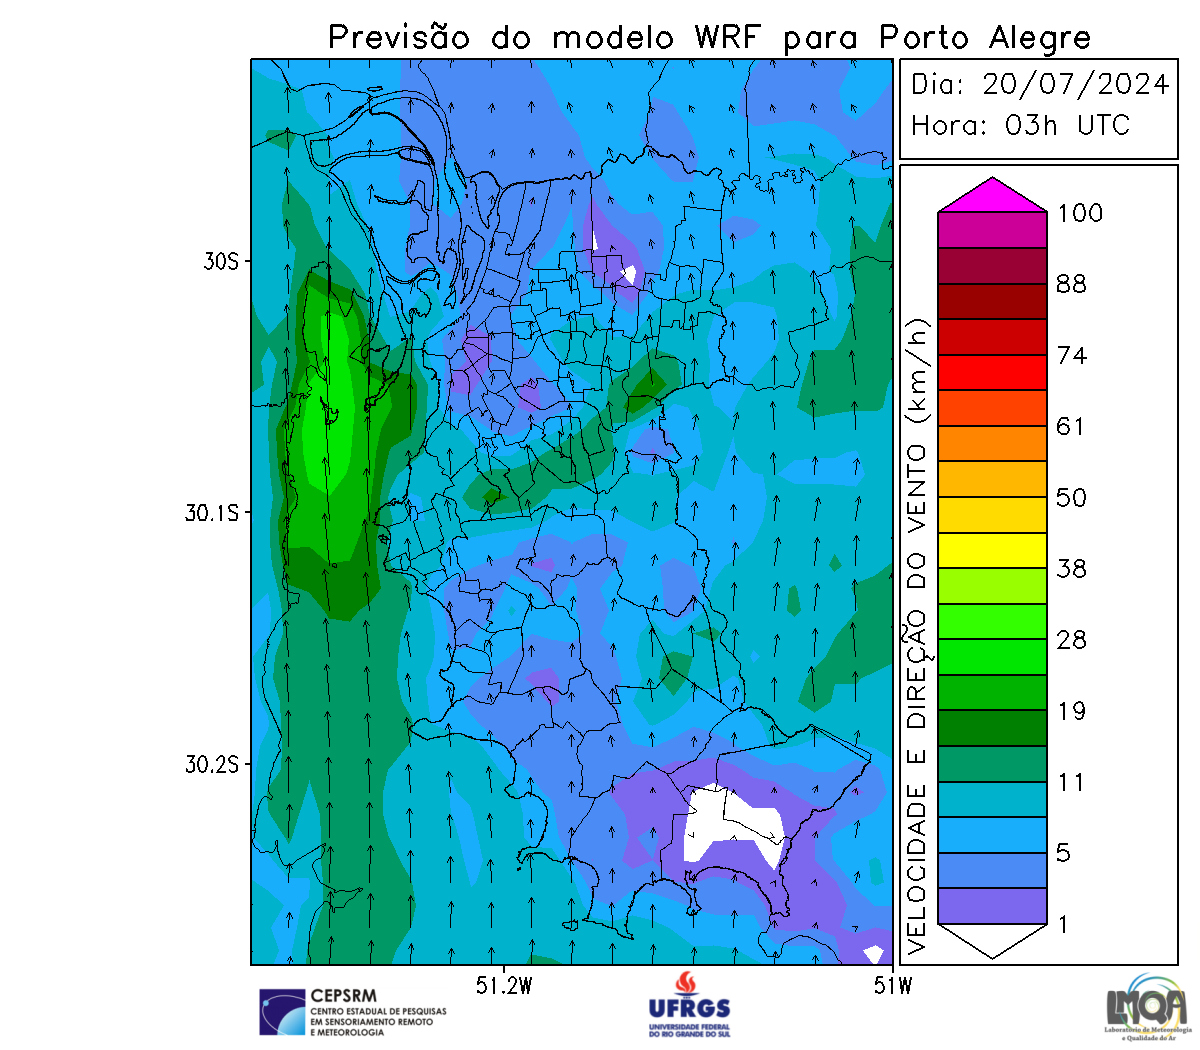 Previsão do modelo WRF para Porto Alegre
Dia: 20/07/2024
Hora: 03h UTC
30S
30.1S
30.2S
51.2W
51W
VELOCIDADE E DIREÇÃO DO VENTO (km/h)
100
88
74
61
50
38
28
19
11
5
1
CEPSRM
CENTRO ESTADUAL DE PESQUISAS
EM SENSORIAMENTO REMOTO
E METEOROLOGIA
UFRGS
UNIVERSIDADE FEDERAL
DO RIO GRANDE DO SUL
LMQA
Laboratório de Meteorologia
e Qualidade do Ar